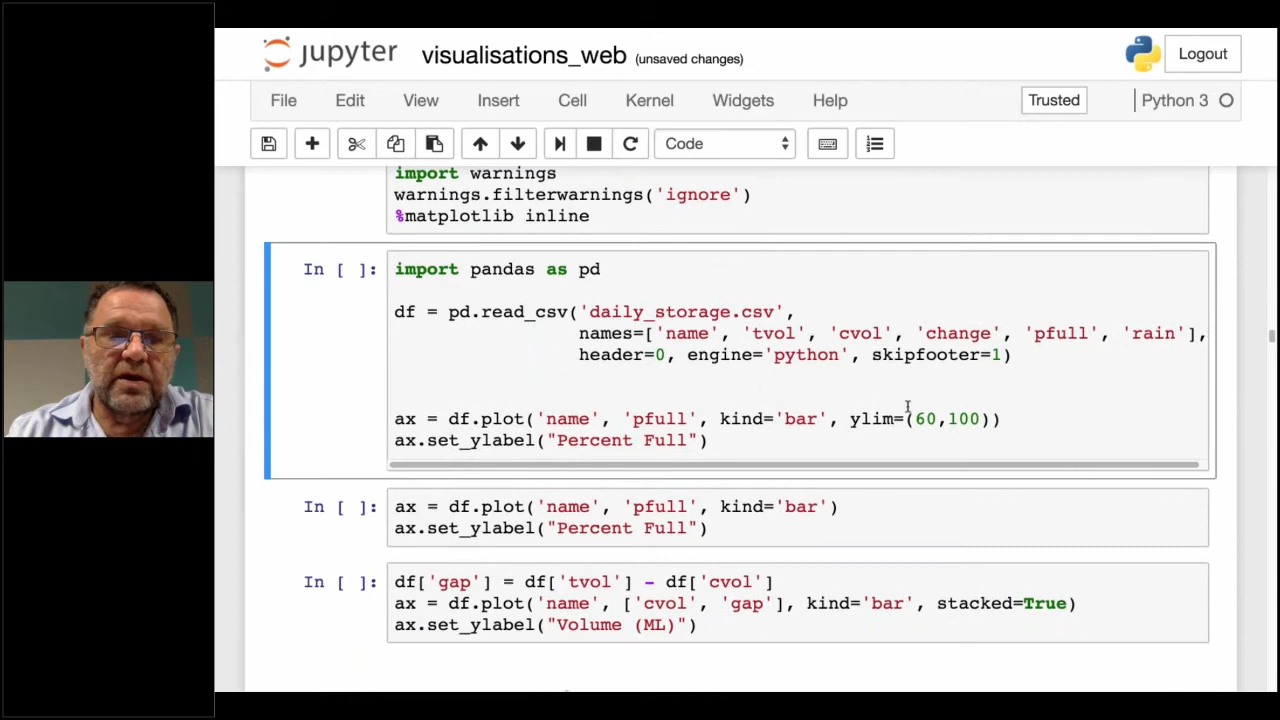 jupyter visualisations_web (unsaved changes) Logout
File Edit View Insert Cell Kernel Widgets Help Trusted Python 3
Code
import warnings
warnings.filterwarnings('ignore')
%matplotlib inline
In [ ]: import pandas as pd
df = pd.read_csv('daily_storage.csv',
names=['name', 'tvol', 'cvol', 'change', 'pfull', 'rain'],
header=0, engine='python', skipfooter=1)
ax = df.plot('name', 'pfull', kind='bar', ylim=(60,100))
ax.set_ylabel("Percent Full")
In [ ]: ax = df.plot('name', 'pfull', kind='bar')
ax.set_ylabel("Percent Full")
In [ ]: df['gap'] = df['tvol'] - df['cvol']
ax = df.plot('name', ['cvol', 'gap'], kind='bar', stacked=True)
ax.set_ylabel("Volume (ML)")